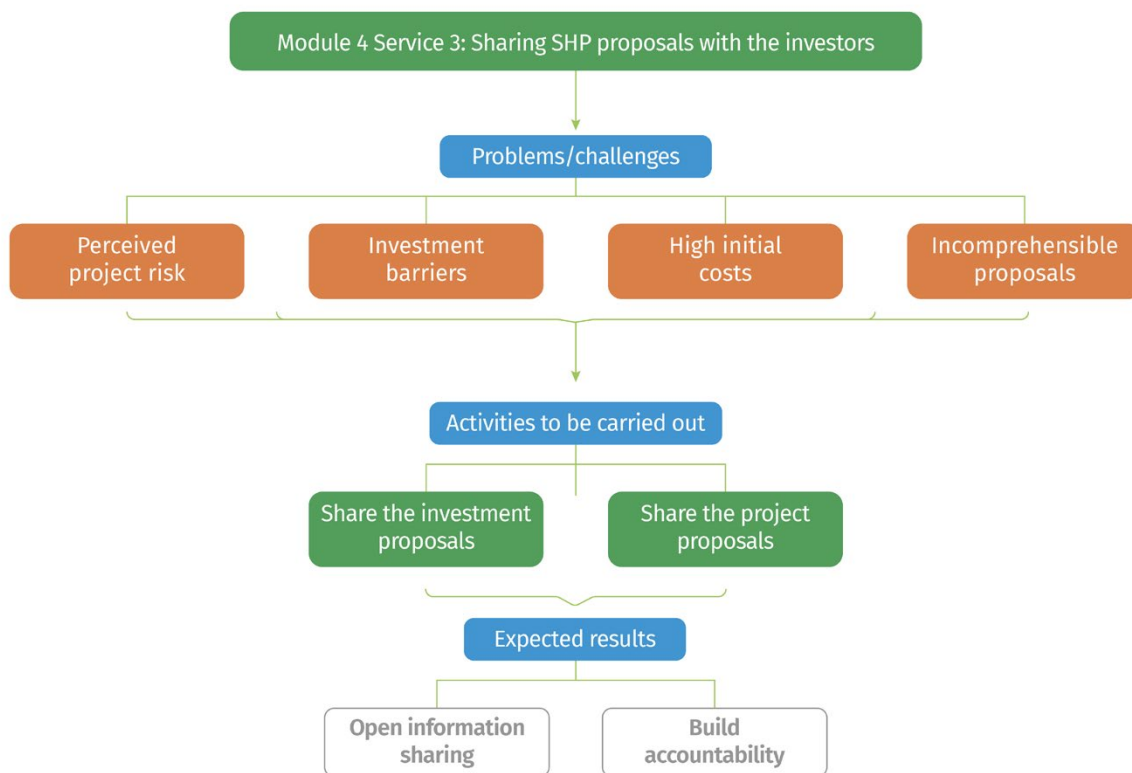 Module 4 Service 3: Sharing SHP proposals with the investors
Problems/challenges
Perceived
project risk
Investment
barriers
High initial
costs
Incomprehensible
proposals
Activities to be carried out
Share the investment
proposals
Share the project
proposals
Expected results
Open information
sharing
Build
accountability